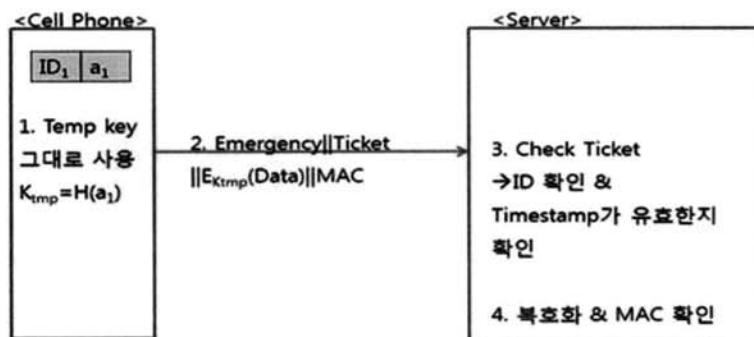 <Cell Phone>
ID₁ a₁
1. Temp key
그대로 사용
Kₜₘₚ=H(a₁)
2. Emergency||Ticket
||E_Ktmp(Data)||MAC
<Server>
3. Check Ticket
→ID 확인 &
Timestamp가 유효한지
확인
4. 복호화 & MAC 확인